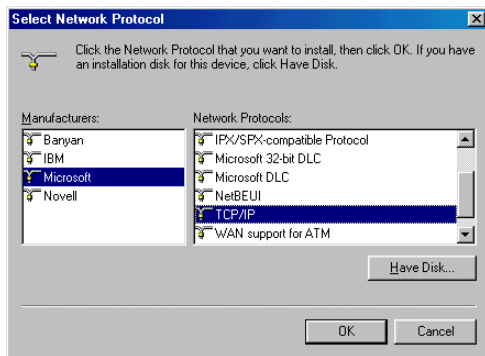 Select Network Protocol
Click the Network Protocol that you want to install, then click OK. If you have
an installation disk for this device, click Have Disk.
Manufacturers:
Banyan
IBM
Microsoft
Novell
Network Protocols:
IPX/SPX-compatible Protocol
Microsoft 32-bit DLC
Microsoft DLC
NetBEUI
TCP/IP
WAN support for ATM
Have Disk...
OK
Cancel